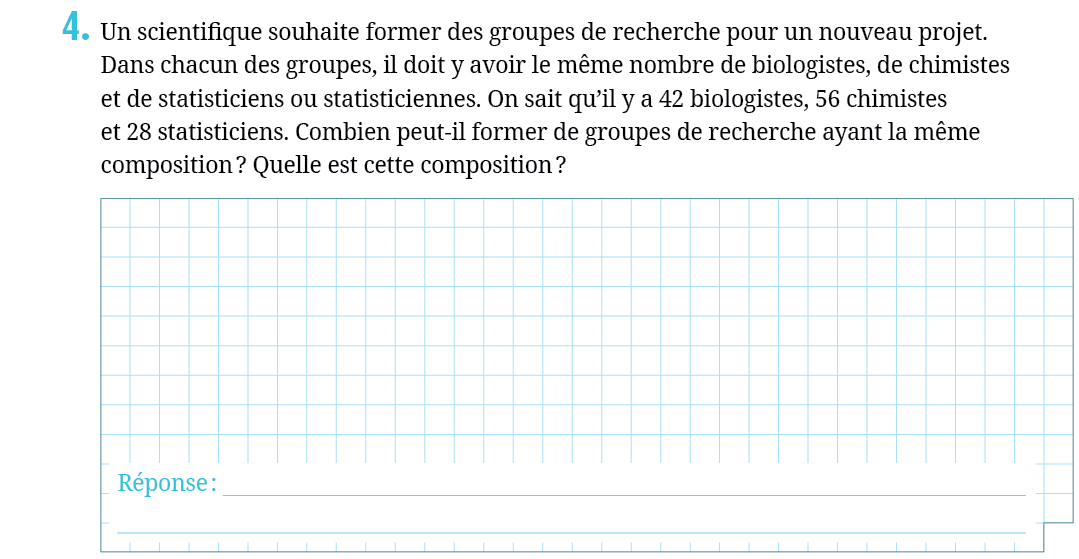 4. Un scientifique souhaite former des groupes de recherche pour un nouveau projet.
Dans chacun des groupes, il doit y avoir le même nombre de biologistes, de chimistes
et de statisticiens ou statisticiennes. On sait qu’il y a 42 biologistes, 56 chimistes
et 28 statisticiens. Combien peut-il former de groupes de recherche ayant la même
composition ? Quelle est cette composition ?
Réponse :